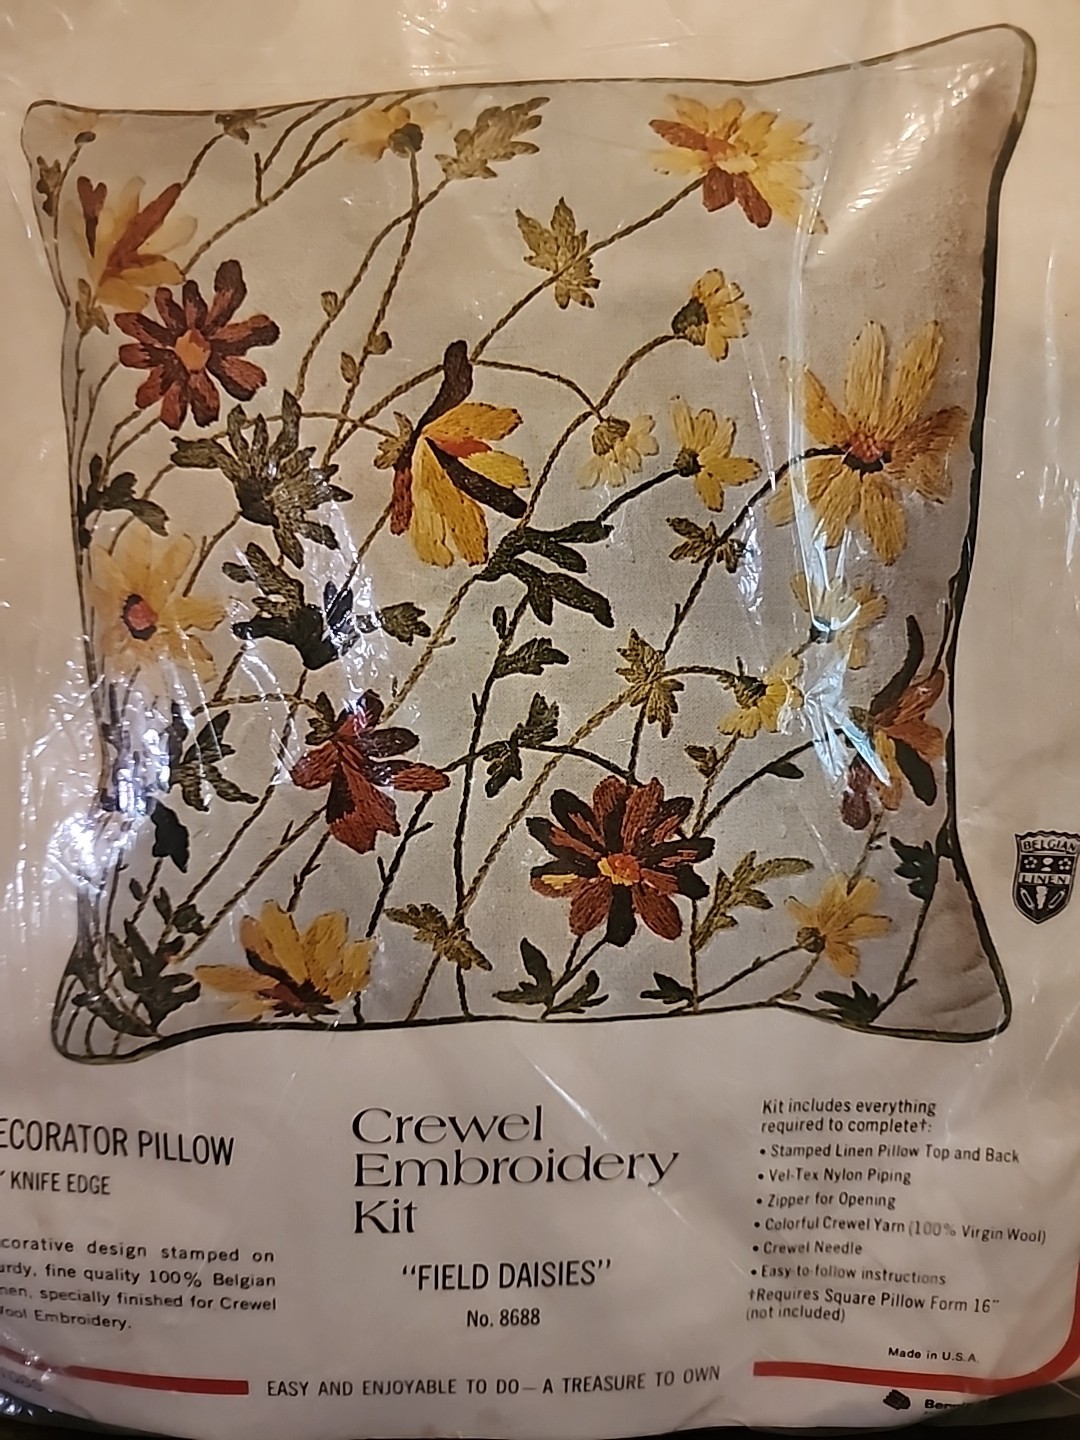 BELGIAN
LINEN
ECORATOR PILLOW
" KNIFE EDGE
corative design stamped on
urdy, fine quality 100% Belgian
nen, specially finished for Crewel
ool Embroidery.
Crewel
Embroidery
Kit
"FIELD DAISIES"
No. 8688
Kit includes everything
required to complete†:
• Stamped Linen Pillow Top and Back
• Vel-Tex Nylon Piping
• Zipper for Opening
• Colorful Crewel Yarn (100% Virgin Wool)
• Crewel Needle
• Easy-to-follow instructions
†Requires Square Pillow Form 16"
(not included)
Made in U.S.A.
EASY AND ENJOYABLE TO DO — A TREASURE TO OWN